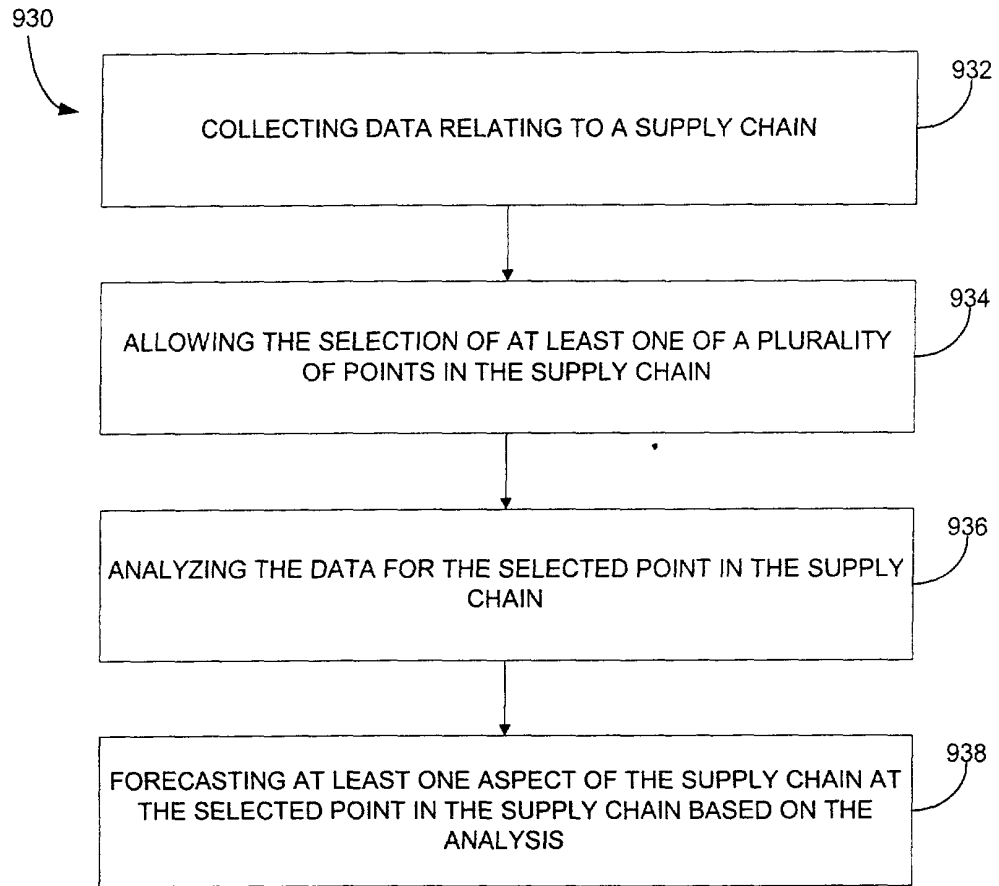 930
932
COLLECTING DATA RELATING TO A SUPPLY CHAIN
934
ALLOWING THE SELECTION OF AT LEAST ONE OF A PLURALITY
OF POINTS IN THE SUPPLY CHAIN
936
ANALYZING THE DATA FOR THE SELECTED POINT IN THE SUPPLY
CHAIN
938
FORECASTING AT LEAST ONE ASPECT OF THE SUPPLY CHAIN AT
THE SELECTED POINT IN THE SUPPLY CHAIN BASED ON THE
ANALYSIS